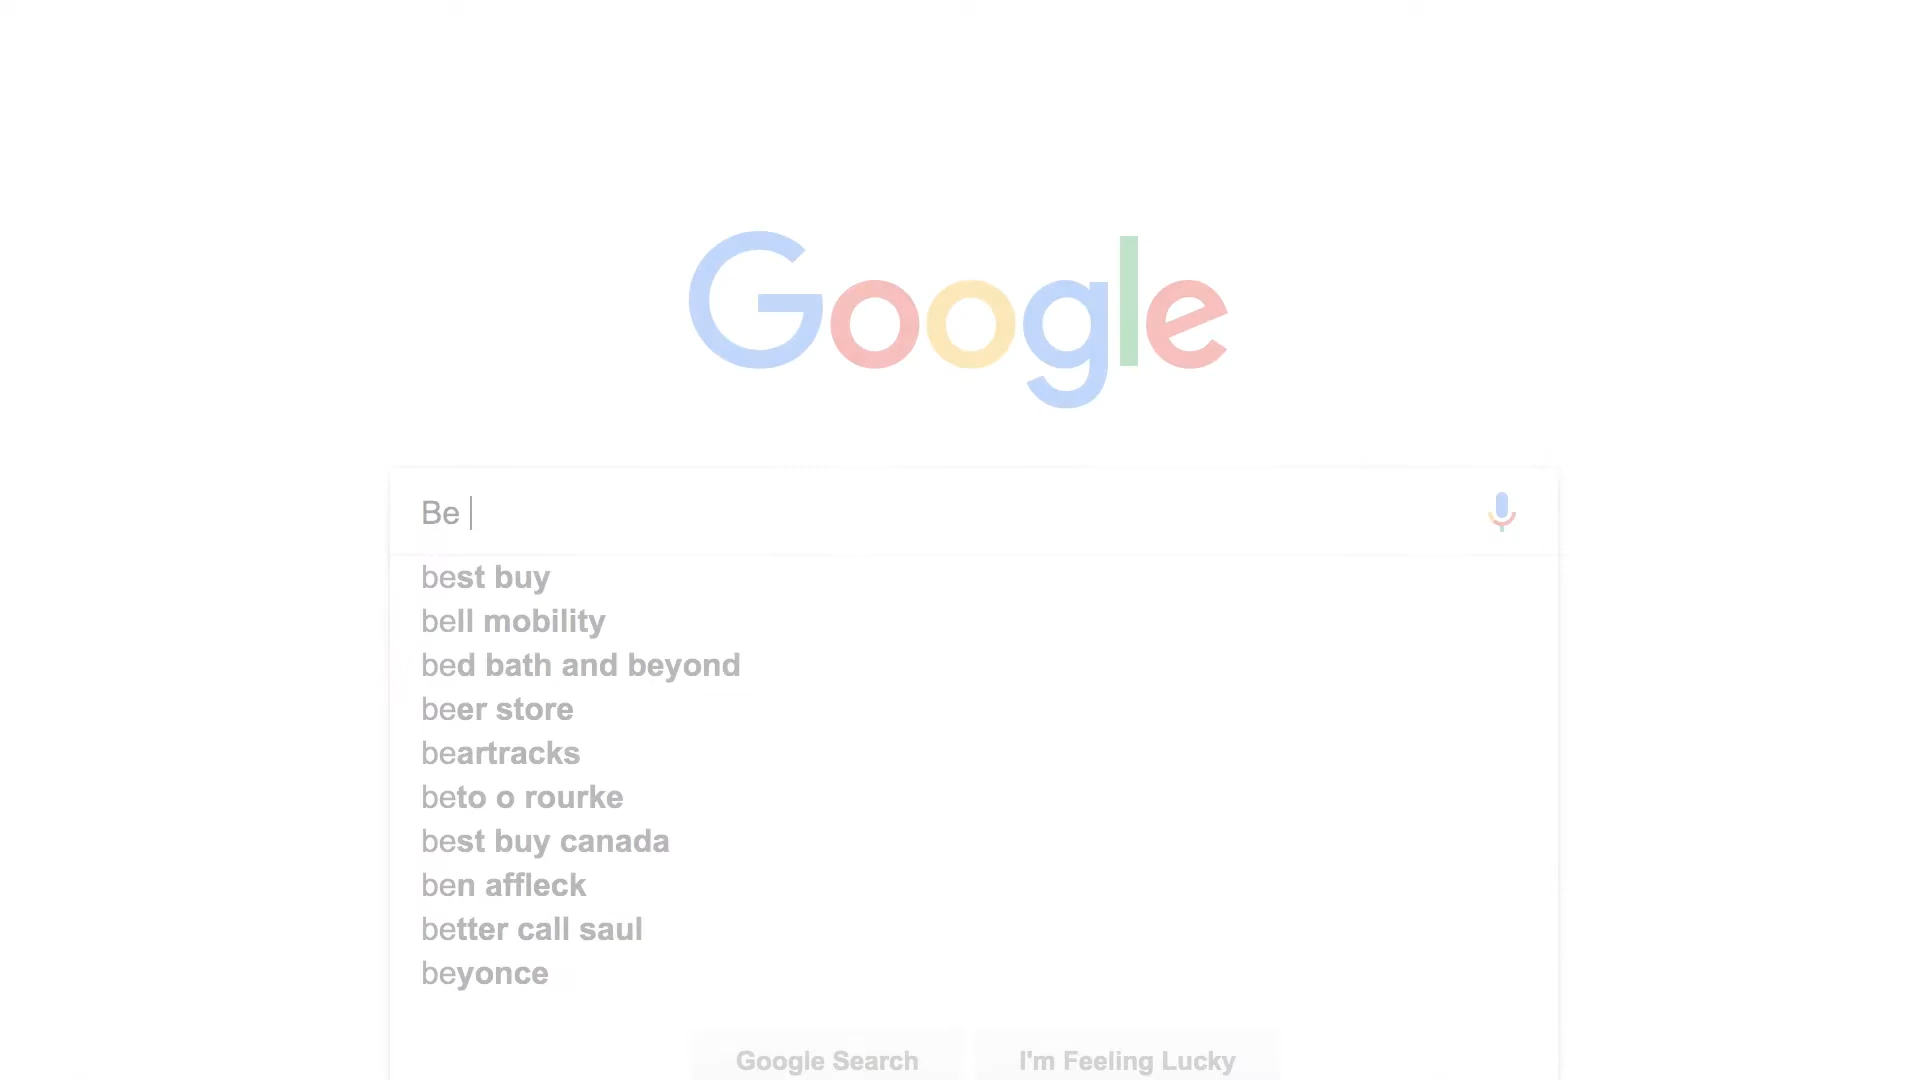 Google
Be
best buy
bell mobility
bed bath and beyond
beer store
beartracks
beto o rourke
best buy canada
ben affleck
better call saul
beyonce
Google Search I'm Feeling Lucky